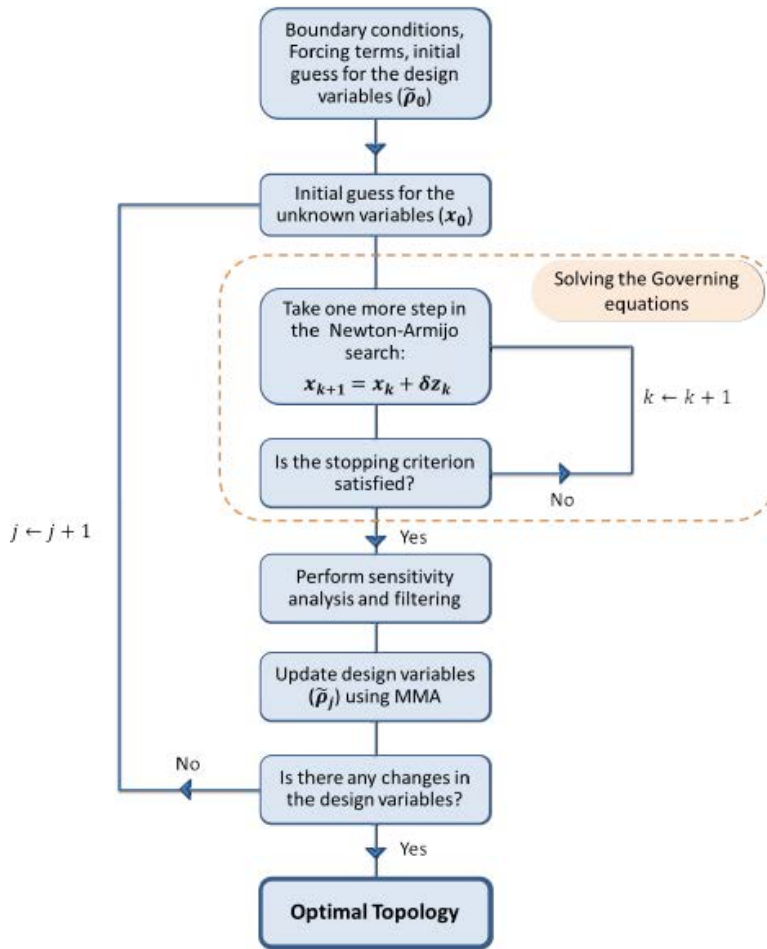 Boundary conditions,
Forcing terms, initial
guess for the design
variables (ρ̃₀)
Initial guess for the
unknown variables (x₀)
Solving the Governing
equations
Take one more step in
the Newton-Armijo
search:
xₖ₊₁ = xₖ + δzₖ
k ← k + 1
Is the stopping criterion
satisfied?
No
j ← j + 1
Yes
Perform sensitivity
analysis and filtering
Update design variables
(ρ̃ⱼ) using MMA
No
Is there any changes in
the design variables?
Yes
Optimal Topology